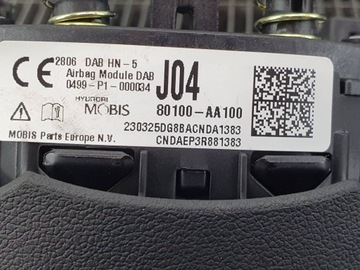 CE 2806 DAB HN - 5
Airbag Module DAB
0499-P1-000034
J04
HYUNDAI
MOBIS
80100-AA100
230325DG8BACNDA1383
CNDAEP3R881383
MOBIS Parts Europe N.V.